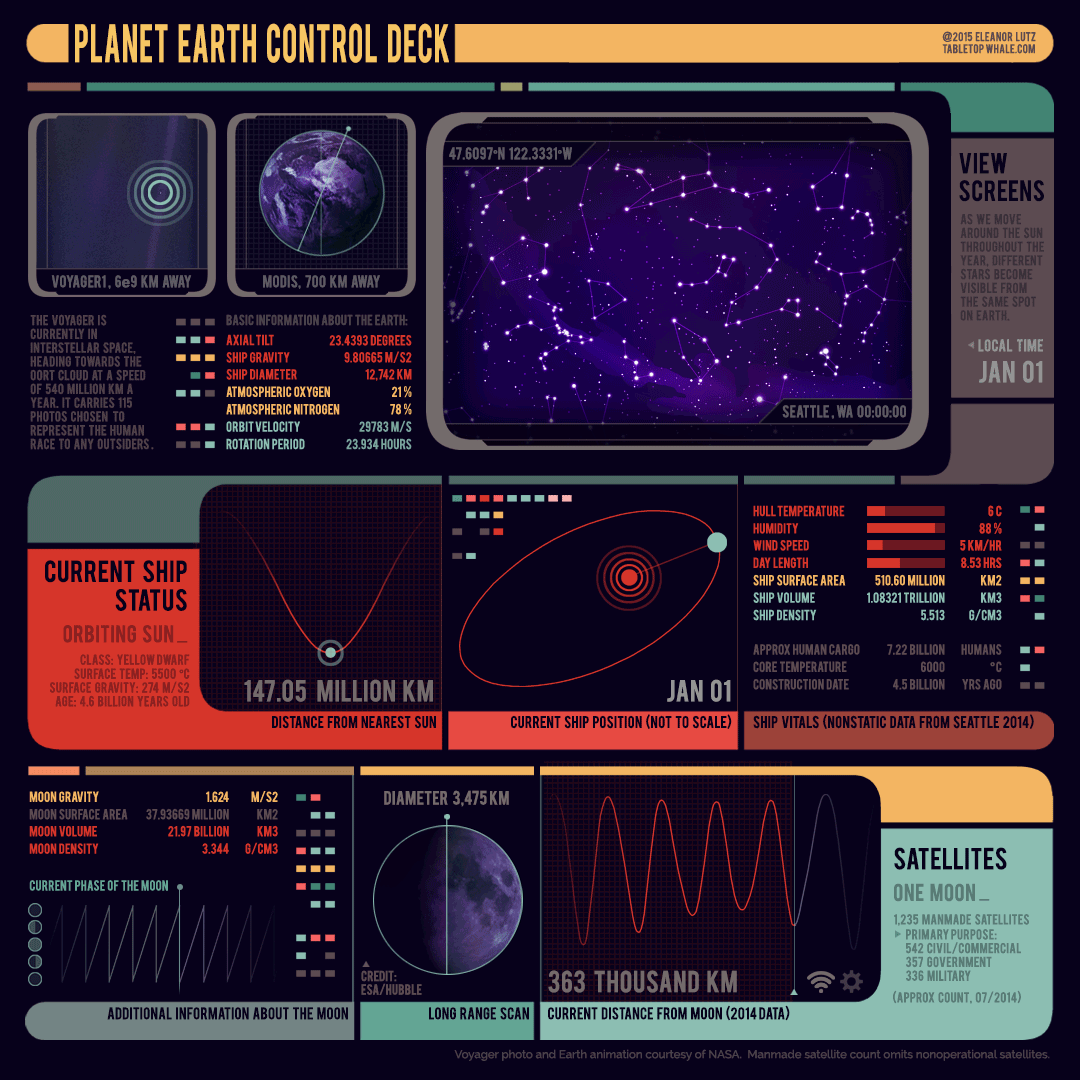 PLANET EARTH CONTROL DECK
@2015 ELEANOR LUTZ
TABLETOP WHALE.COM
VOYAGER1, 6e9 KM AWAY
MODIS, 700 KM AWAY
47.6097°N 122.3331°W
SEATTLE, WA 00:00:00
VIEW
SCREENS
AS WE MOVE
AROUND THE SUN
THROUGHOUT THE
YEAR, DIFFERENT
STARS BECOME
VISIBLE FROM
THE SAME SPOT
ON EARTH.
LOCAL TIME
JAN 01
THE VOYAGER IS
CURRENTLY IN
INTERSTELLAR SPACE,
HEADING TOWARDS THE
OORT CLOUD AT A SPEED
OF 540 MILLION KM A
YEAR. IT CARRIES 115
PHOTOS CHOSEN TO
REPRESENT THE HUMAN
RACE TO ANY OUTSIDERS.
BASIC INFORMATION ABOUT THE EARTH:
AXIAL TILT 23.4393 DEGREES
SHIP GRAVITY 9.80665 M/S2
SHIP DIAMETER 12,742 KM
ATMOSPHERIC OXYGEN 21 %
ATMOSPHERIC NITROGEN 78 %
ORBIT VELOCITY 29783 M/S
ROTATION PERIOD 23.934 HOURS
CURRENT SHIP
STATUS
ORBITING SUN_
CLASS: YELLOW DWARF
SURFACE TEMP: 5500 °C
SURFACE GRAVITY: 274 M/S2
AGE: 4.6 BILLION YEARS OLD
147.05 MILLION KM
DISTANCE FROM NEAREST SUN
JAN 01
CURRENT SHIP POSITION (NOT TO SCALE)
HULL TEMPERATURE 6 C
HUMIDITY 88 %
WIND SPEED 5 KM/HR
DAY LENGTH 8.53 HRS
SHIP SURFACE AREA 510.60 MILLION KM2
SHIP VOLUME 1.08321 TRILLION KM3
SHIP DENSITY 5.513 G/CM3
APPROX HUMAN CARGO 7.22 BILLION HUMANS
CORE TEMPERATURE 6000 °C
CONSTRUCTION DATE 4.5 BILLION YRS AGO
SHIP VITALS (NONSTATIC DATA FROM SEATTLE 2014)
MOON GRAVITY 1.624 M/S2
MOON SURFACE AREA 37.93669 MILLION KM2
MOON VOLUME 21.97 BILLION KM3
MOON DENSITY 3.344 G/CM3
CURRENT PHASE OF THE MOON
ADDITIONAL INFORMATION ABOUT THE MOON
DIAMETER 3,475 KM
CREDIT:
ESA/HUBBLE
LONG RANGE SCAN
363 THOUSAND KM
CURRENT DISTANCE FROM MOON (2014 DATA)
SATELLITES
ONE MOON_
1,235 MANMADE SATELLITES
PRIMARY PURPOSE:
542 CIVIL/COMMERCIAL
357 GOVERNMENT
336 MILITARY
(APPROX COUNT, 07/2014)
Voyager photo and Earth animation courtesy of NASA. Manmade satellite count omits nonoperational satellites.